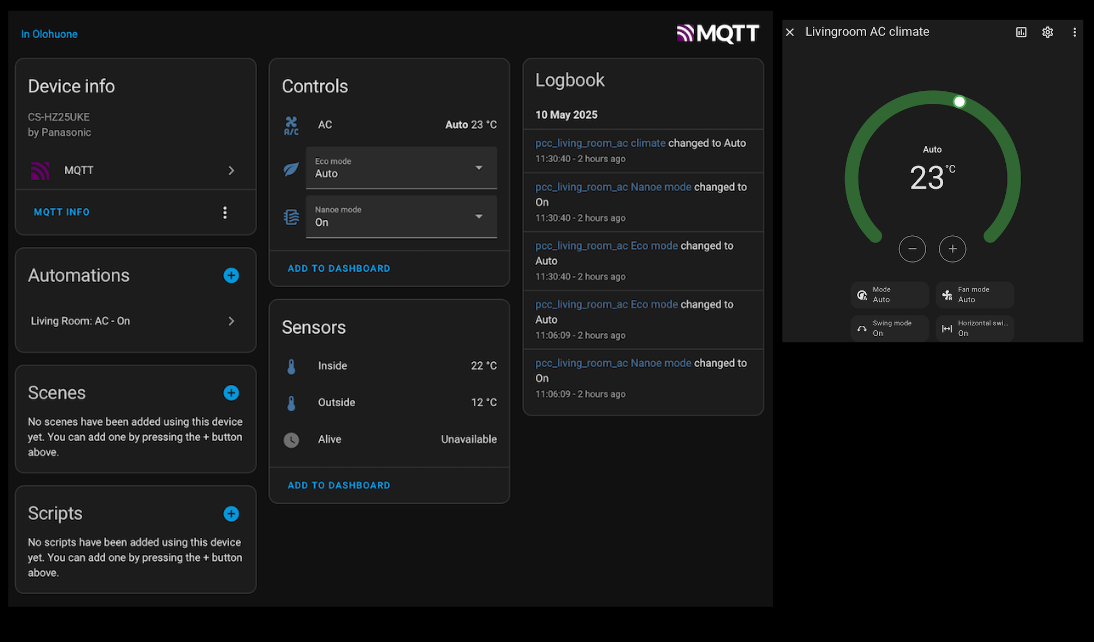 In Olohuone
MQTT
Device info
CS-HZ25UKE
by Panasonic
MQTT
MQTT INFO
Automations
Living Room: AC - On
Scenes
No scenes have been added using this device
yet. You can add one by pressing the + button
above.
Scripts
No scripts have been added using this device
yet. You can add one by pressing the + button
above.
Controls
A/C
AC
Auto 23 °C
Eco mode
Auto
Nanoe mode
On
ADD TO DASHBOARD
Sensors
Inside
22 °C
Outside
12 °C
Alive
Unavailable
ADD TO DASHBOARD
Logbook
10 May 2025
pcc_living_room_ac climate changed to Auto
11:30:40 - 2 hours ago
pcc_living_room_ac Nanoe mode changed to
On
11:30:40 - 2 hours ago
pcc_living_room_ac Eco mode changed to
Auto
11:30:40 - 2 hours ago
pcc_living_room_ac Eco mode changed to
Auto
11:06:09 - 2 hours ago
pcc_living_room_ac Nanoe mode changed to
On
11:06:09 - 2 hours ago
Livingroom AC climate
Auto
23 °C
Mode
Auto
Fan mode
Auto
Swing mode
On
Horizontal swi...
On